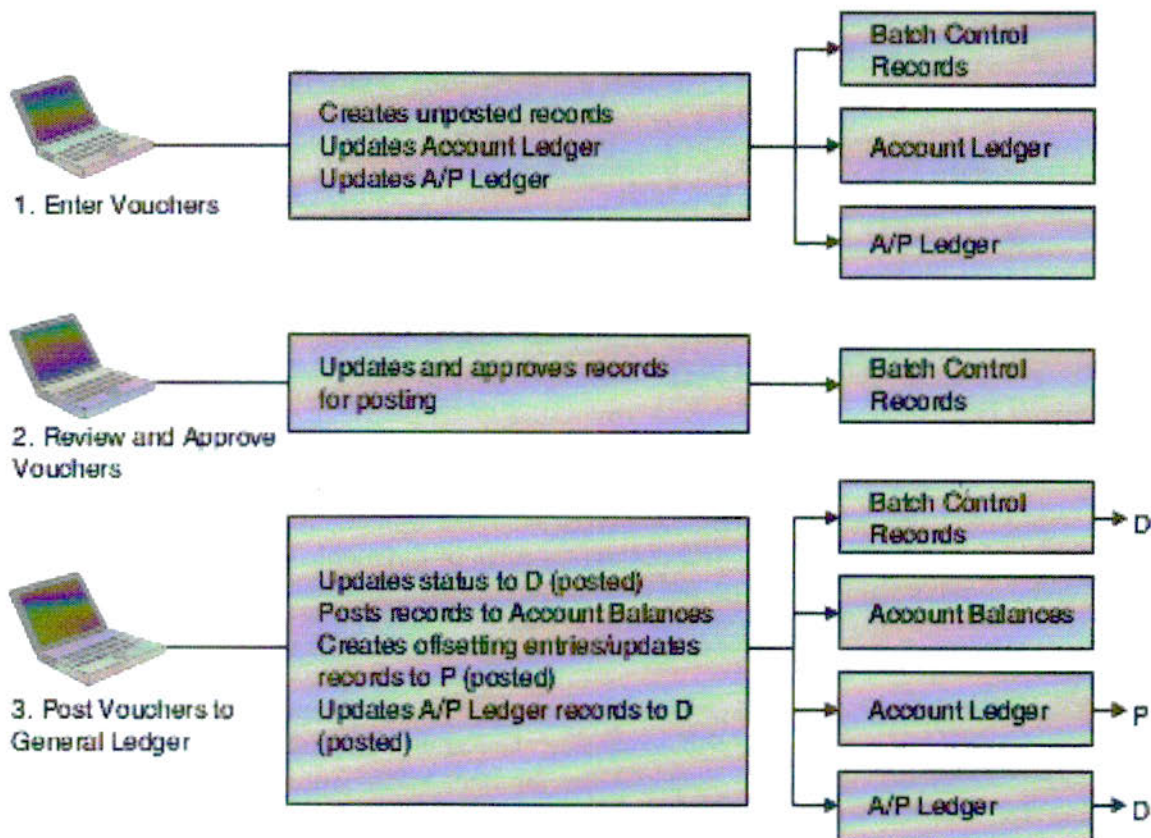 1. Enter Vouchers
Creates unposted records
Updates Account Ledger
Updates A/P Ledger
Batch Control
Records
Account Ledger
A/P Ledger
2. Review and Approve
Vouchers
Updates and approves records
for posting
Batch Control
Records
3. Post Vouchers to
General Ledger
Updates status to D (posted)
Posts records to Account Balances
Creates offsetting entries/updates
records to P (posted)
Updates A/P Ledger records to D
(posted)
Batch Control
Records
D
Account Balances
Account Ledger
P
A/P Ledger
D